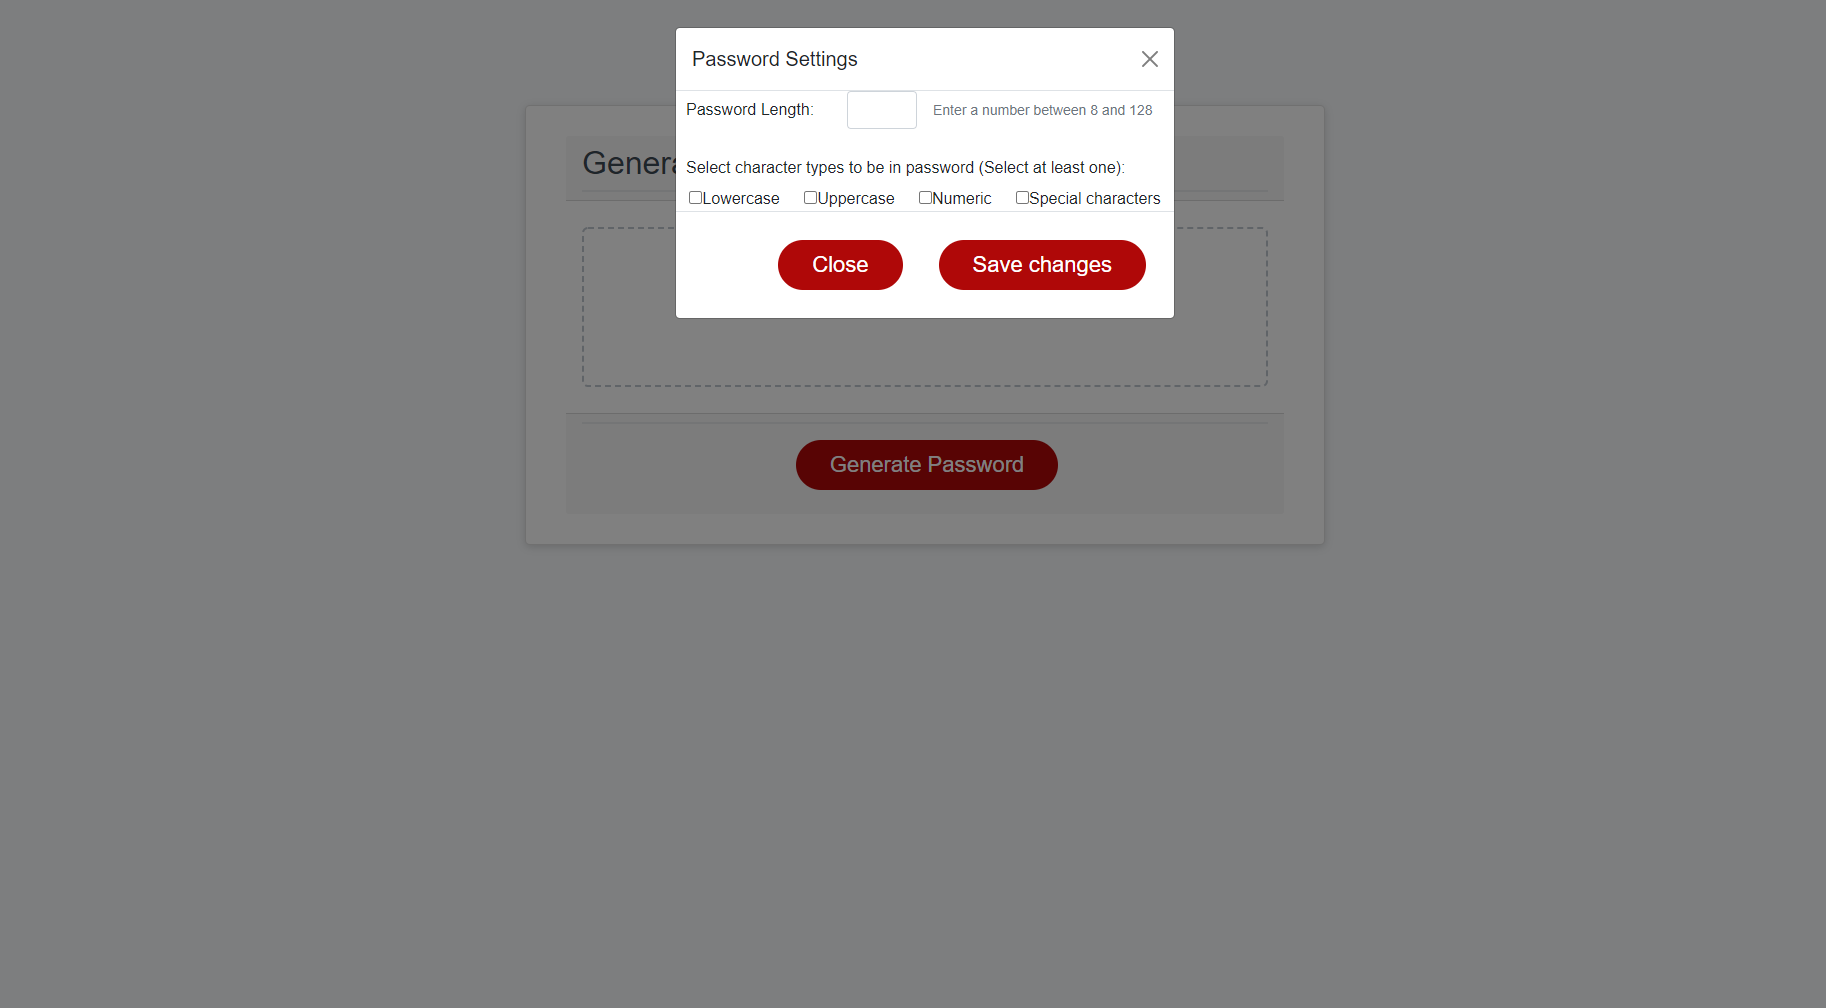 Password Settings
Password Length: Enter a number between 8 and 128
Select character types to be in password (Select at least one):
Lowercase Uppercase Numeric Special characters
Close Save changes
Generate Password